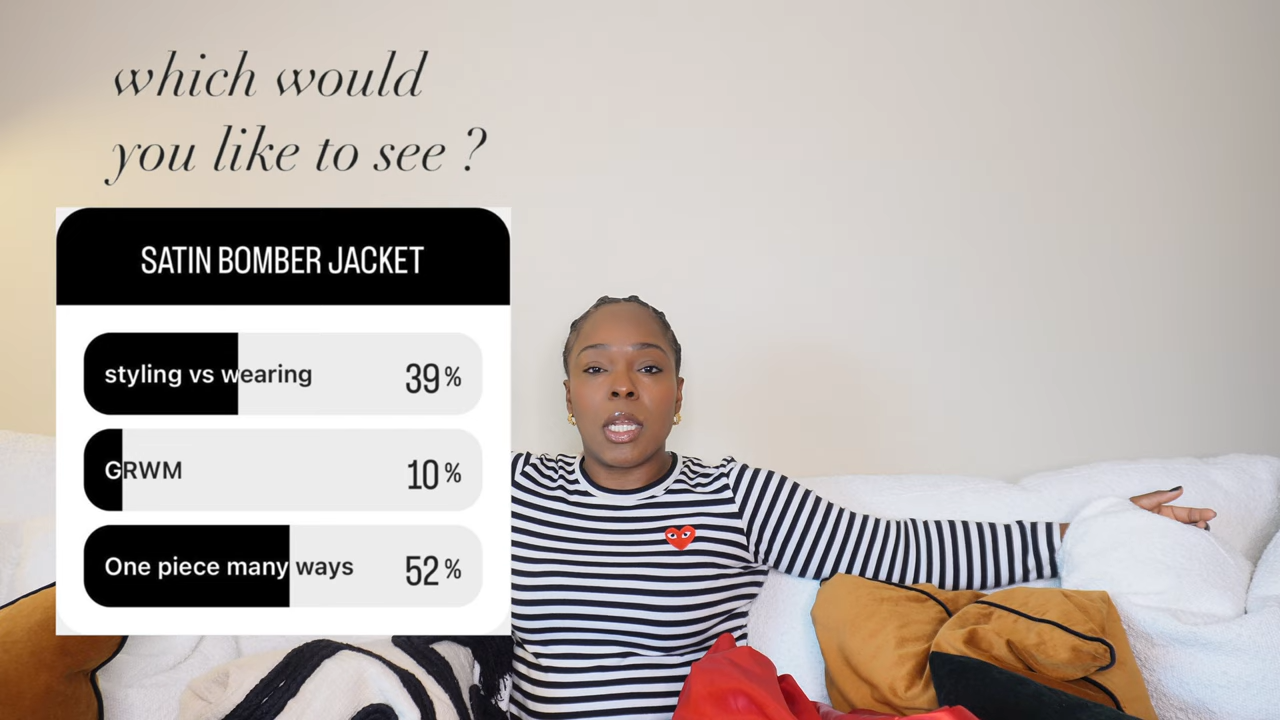 which would
you like to see ?
SATIN BOMBER JACKET
styling vs wearing 39%
GRWM 10%
One piece many ways 52%